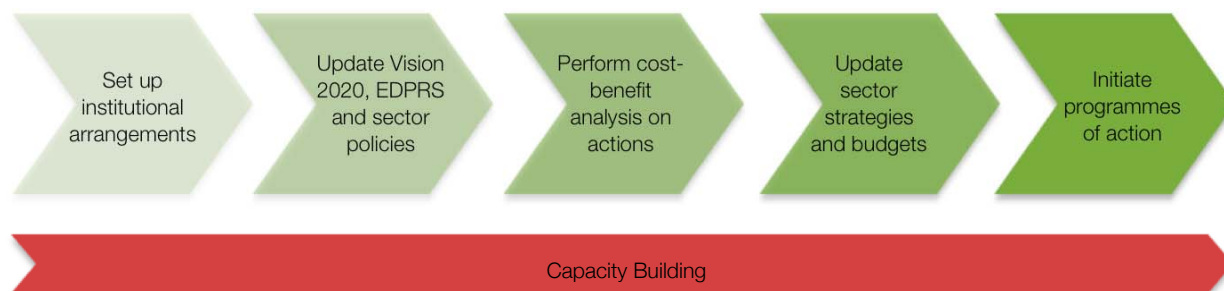 Set up
institutional
arrangements
Update Vision
2020, EDPRS
and sector
policies
Perform cost-
benefit
analysis on
actions
Update
sector
strategies
and budgets
Initiate
programmes
of action
Capacity Building